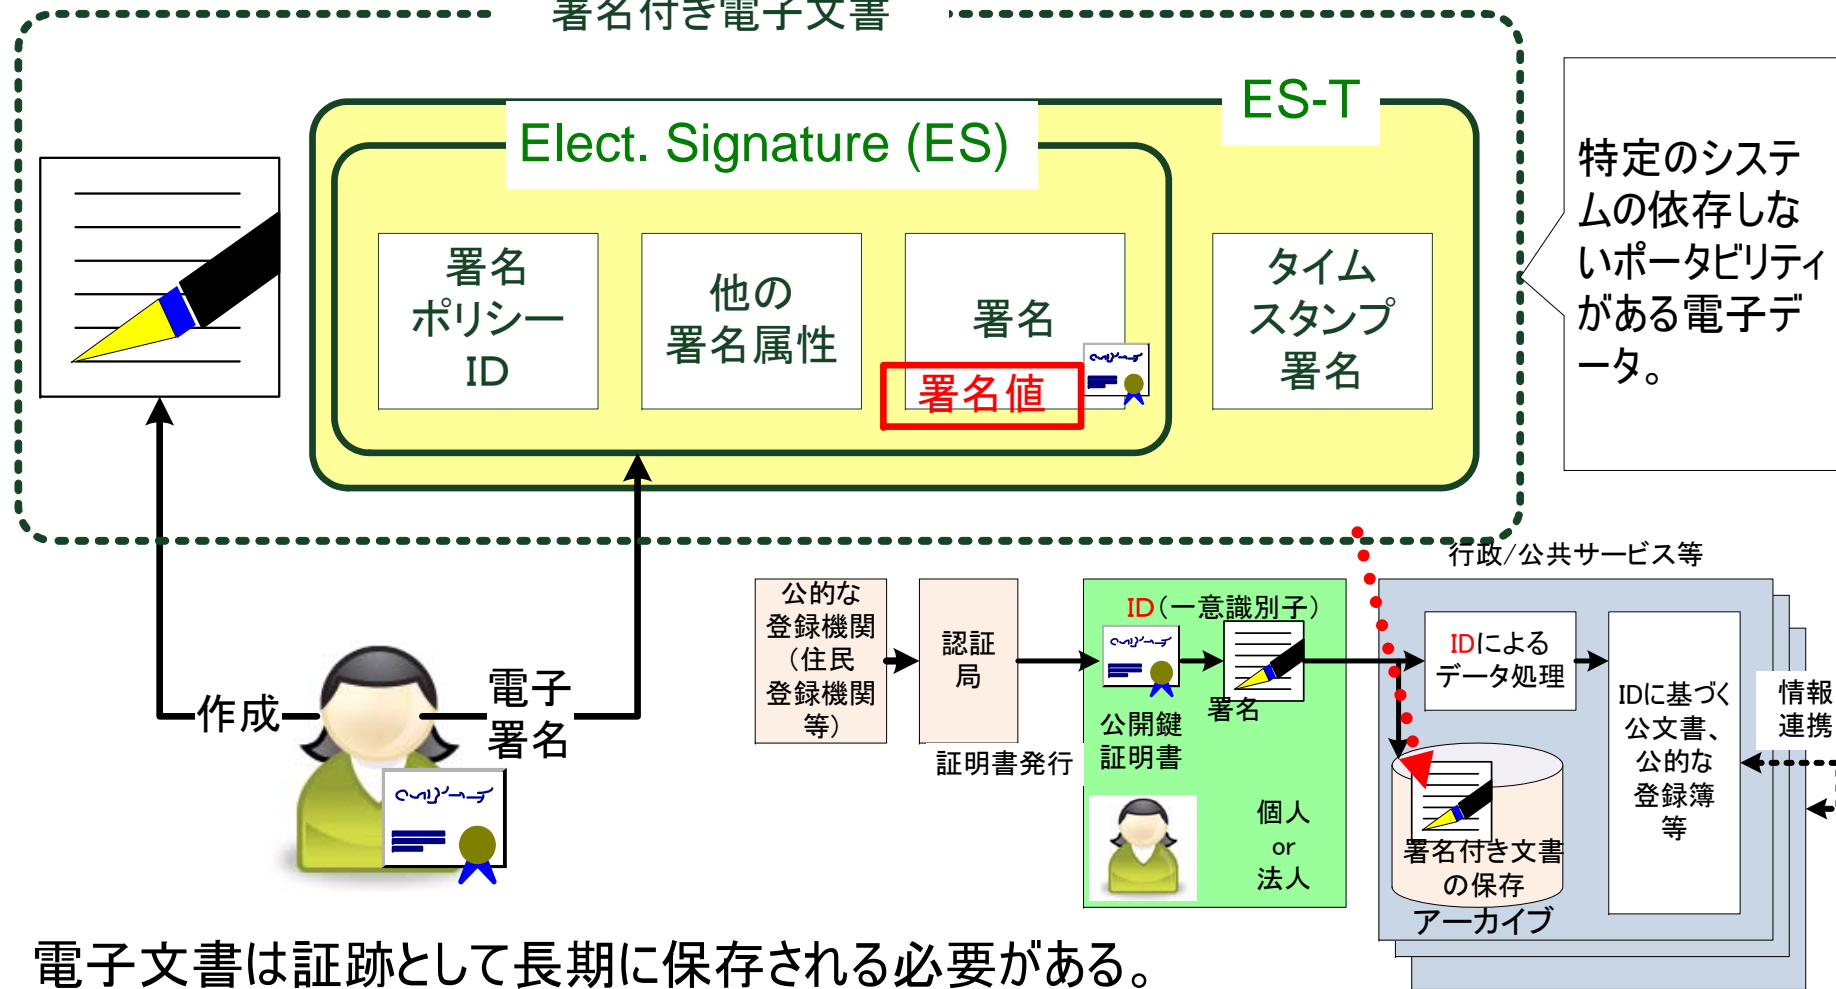 署名付き電子文書
ES-T
Elect. Signature (ES)
署名
ポリシー
ID
他の
署名属性
署名
署名値
タイム
スタンプ
署名
特定のシステ
ムの依存しな
いポータビリティ
がある電子デ
ータ。
作成
電子
署名
公的な
登録機関
（住民
登録機関
等）
認証
局
証明書発行
ID（一意識別子）
公開鍵
証明書
署名
個人
or
法人
行政/公共サービス等
IDによる
データ処理
IDに基づく
公文書、
公的な
登録簿
等
情報
連携
署名付き文書
の保存
アーカイブ
電子文書は証跡として長期に保存される必要がある。